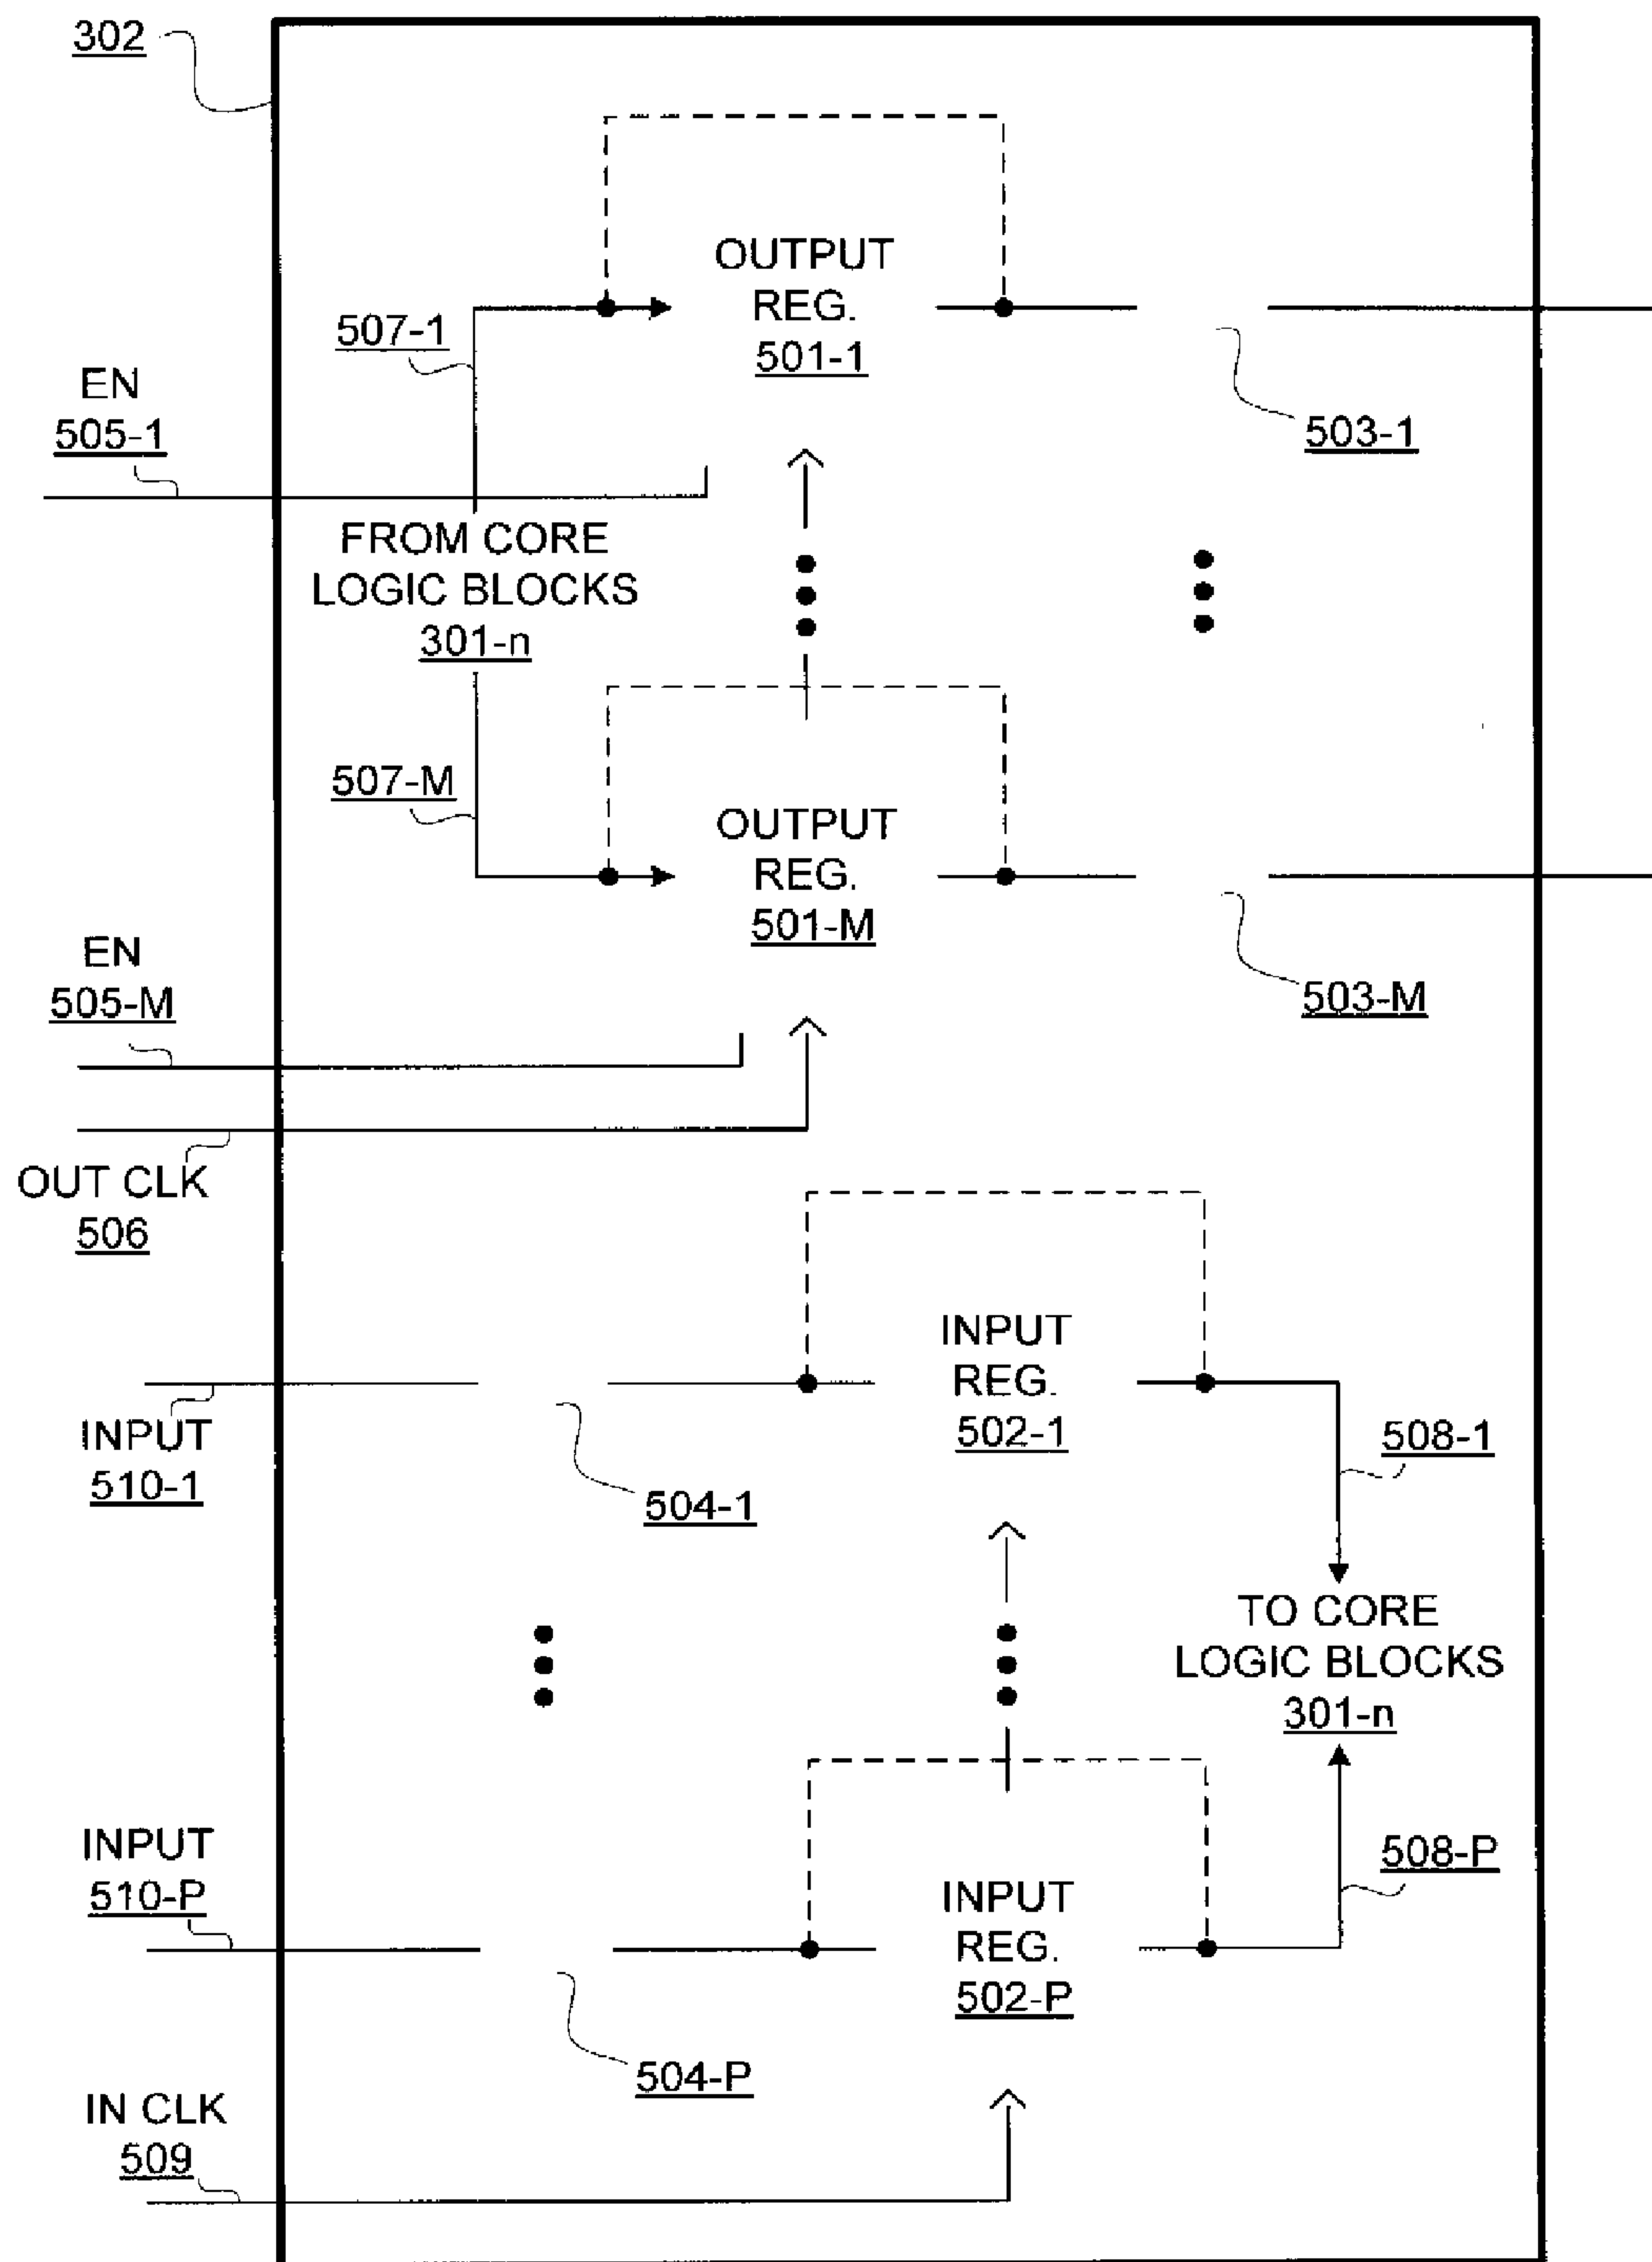 302
OUTPUT
REG.
501-1
507-1
503-1
EN
505-1
FROM CORE
LOGIC BLOCKS
301-n
507-M
OUTPUT
REG.
501-M
503-M
EN
505-M
OUT CLK
506
INPUT
REG.
502-1
INPUT
510-1
508-1
504-1
TO CORE
LOGIC BLOCKS
301-n
INPUT
510-P
508-P
INPUT
REG.
502-P
504-P
IN CLK
509